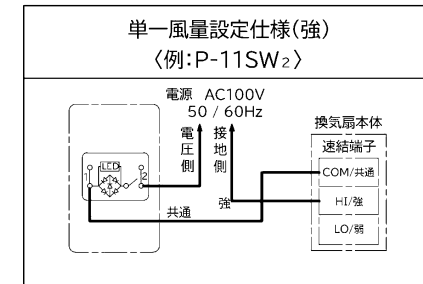 単一風量設定仕様(強)
〈例:P-11SW₂〉
電源 AC100V
50 / 60Hz
電圧側
接地側
換気扇本体
速結端子
LED
1
2
COM/共通
HI/強
LO/弱
共通
強